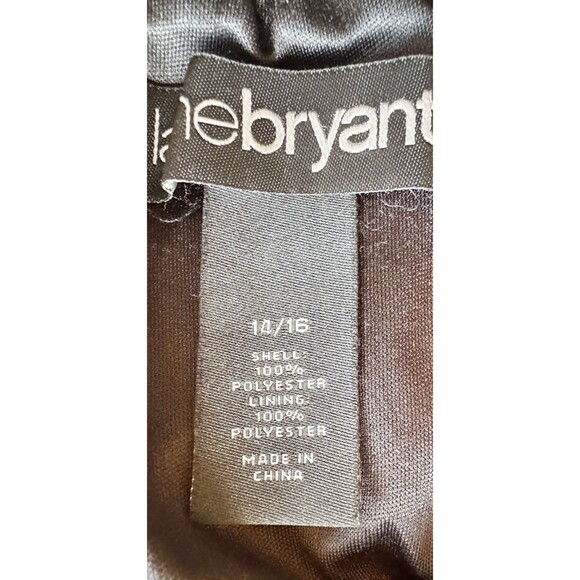 nebryant
14/16
SHELL:
100%
POLYESTER
LINING:
100%
POLYESTER
MADE IN
CHINA